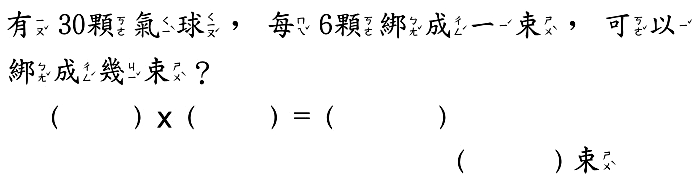 有 30顆氣球，每 6顆綁成一束，可以
綁成幾束？
(　　) x (　　) = (　　)
(　　) 束